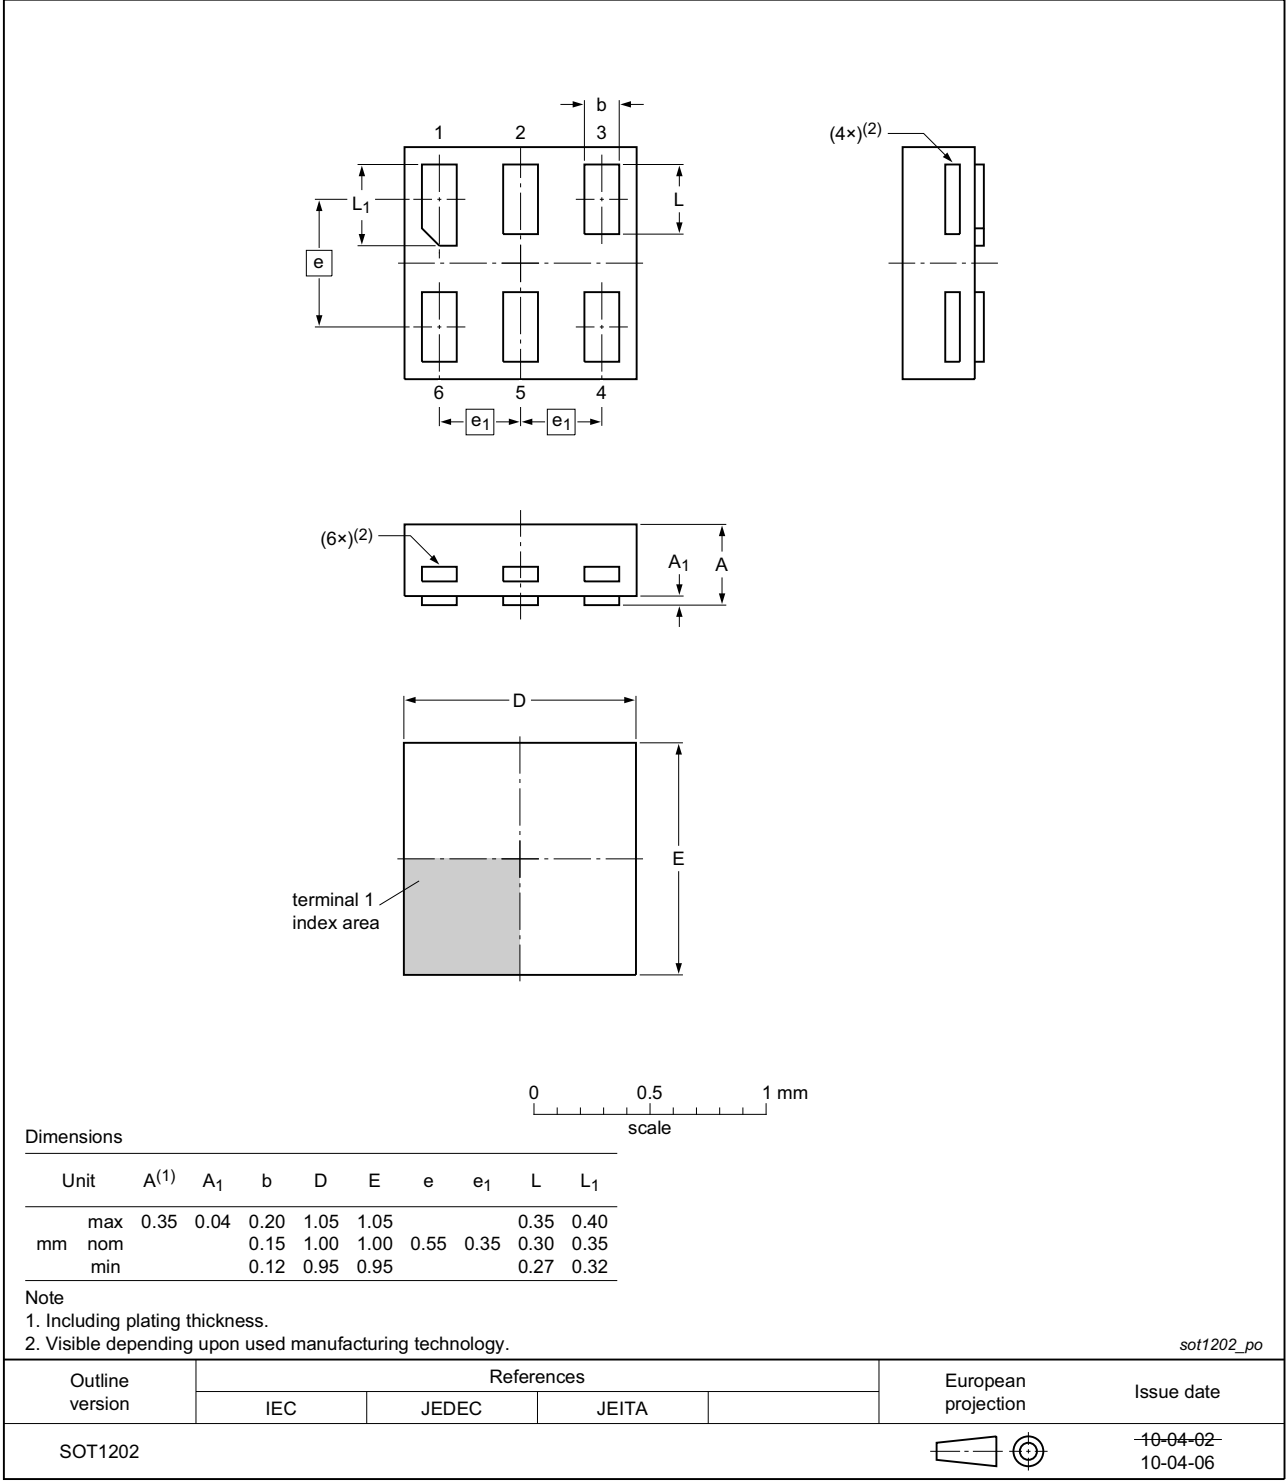 b
1 2 3
(4×)(2)
L1
L
e
6 5 4
e1 e1
(6×)(2)
A1 A
D
E
terminal 1
index area
0 0.5 1 mm
scale
Dimensions
Unit A(1) A1 b D E e e1 L L1
max 0.35 0.04 0.20 1.05 1.05 0.35 0.40
mm nom 0.15 1.00 1.00 0.55 0.35 0.30 0.35
min 0.12 0.95 0.95 0.27 0.32
Note
1. Including plating thickness.
2. Visible depending upon used manufacturing technology.
sot1202_po
Outline
version
References
IEC JEDEC JEITA
European
projection
Issue date
SOT1202
10-04-02
10-04-06